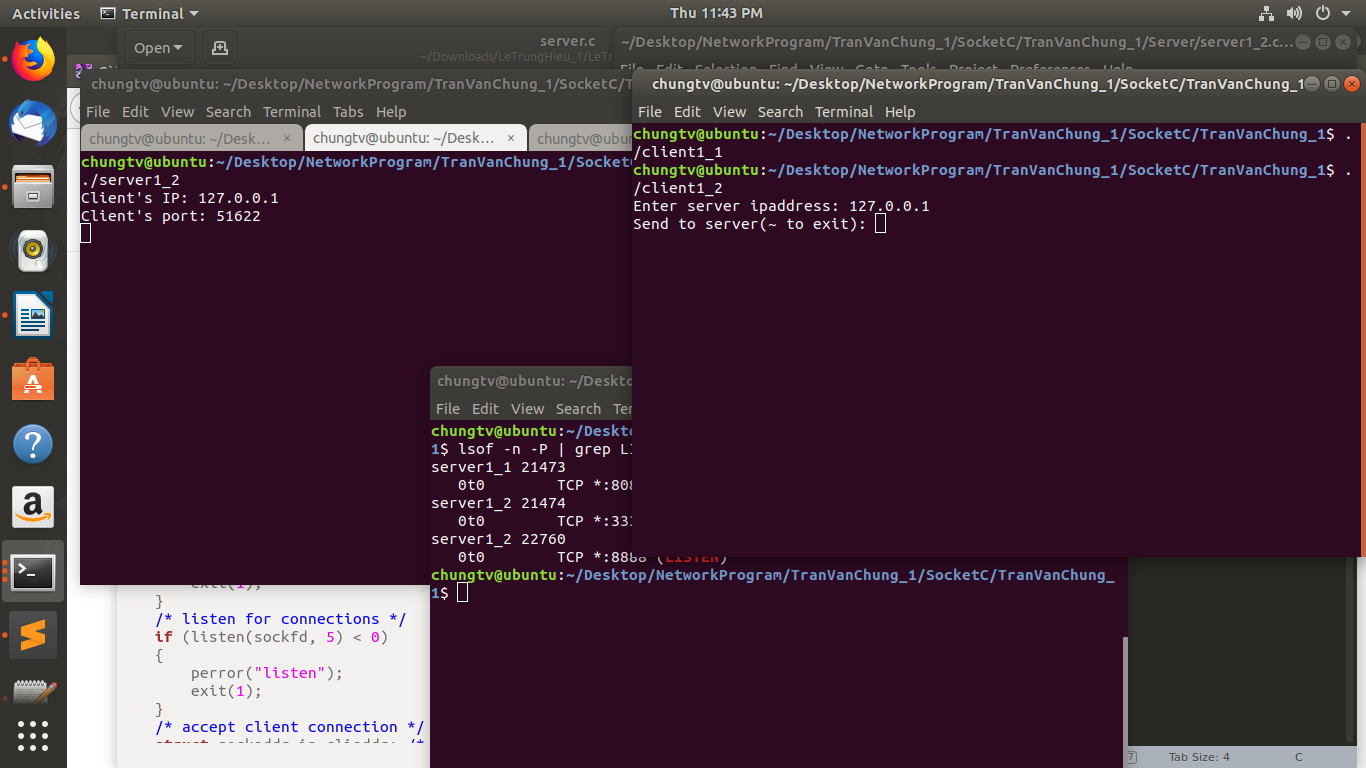 Activities
Terminal
Thu 11:43 PM
Open
server.c
~/Downloads/LeTrungHieu_1/LeTr
~/Desktop/NetworkProgram/TranVanChung_1/SocketC/TranVanChung_1/Server/server1_2.c...
File Edit Selection Find View Goto Tools Project Preferences Help
chungtv@ubuntu: ~/Desktop/NetworkProgram/TranVanChung_1/SocketC/T
File Edit View Search Terminal Tabs Help
chungtv@ubuntu: ~/Desk... ×
chungtv@ubuntu: ~/Desk... ×
chungtv@ubuntu
chungtv@ubuntu:~/Desktop/NetworkProgram/TranVanChung_1/Socket
./server1_2
Client's IP: 127.0.0.1
Client's port: 51622
chungtv@ubuntu: ~/Desktop/NetworkProgram/TranVanChung_1/SocketC/TranVanChung_1
File Edit View Search Terminal Help
chungtv@ubuntu:~/Desktop/NetworkProgram/TranVanChung_1/SocketC/TranVanChung_1$ .
/client1_1
chungtv@ubuntu:~/Desktop/NetworkProgram/TranVanChung_1/SocketC/TranVanChung_1$ .
/client1_2
Enter server ipaddress: 127.0.0.1
Send to server(~ to exit):
chungtv@ubuntu: ~/Deskto
File Edit View Search Ter
chungtv@ubuntu:~/Deskt
1$ lsof -n -P | grep LI
server1_1 21473
0t0 TCP *:808
server1_2 21474
0t0 TCP *:333
server1_2 22760
0t0 TCP *:8888 (LISTEN)
chungtv@ubuntu:~/Desktop/NetworkProgram/TranVanChung_1/SocketC/TranVanChung_
1$
exit(1);
}
/* listen for connections */
if (listen(sockfd, 5) < 0)
{
perror("listen");
exit(1);
}
/* accept client connection */
struct sockaddr_in cliaddr; /*
Tab Size: 4
C